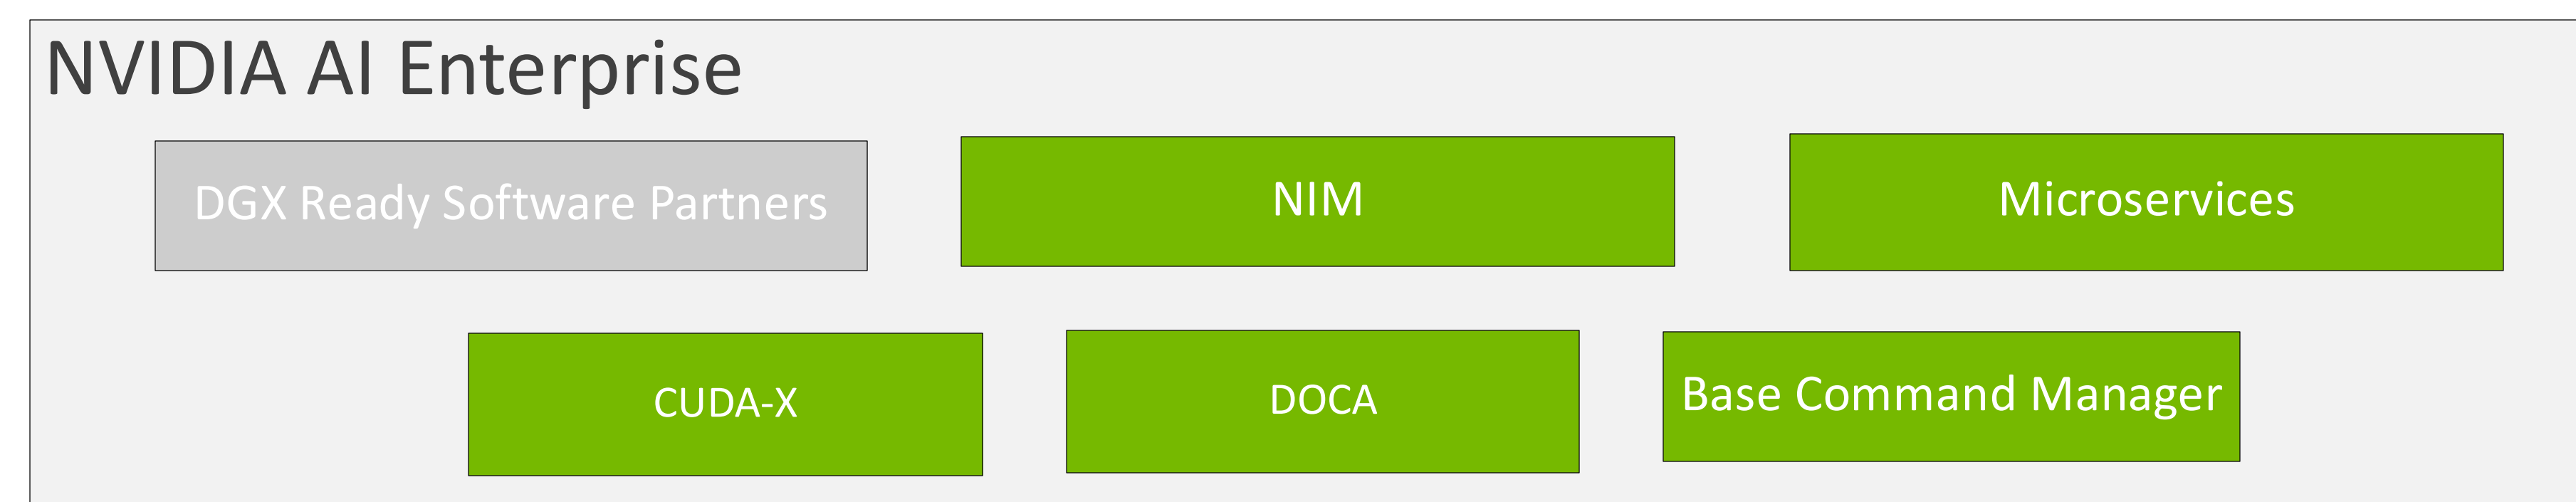 NVIDIA AI Enterprise
DGX Ready Software Partners
NIM
Microservices
CUDA-X
DOCA
Base Command Manager